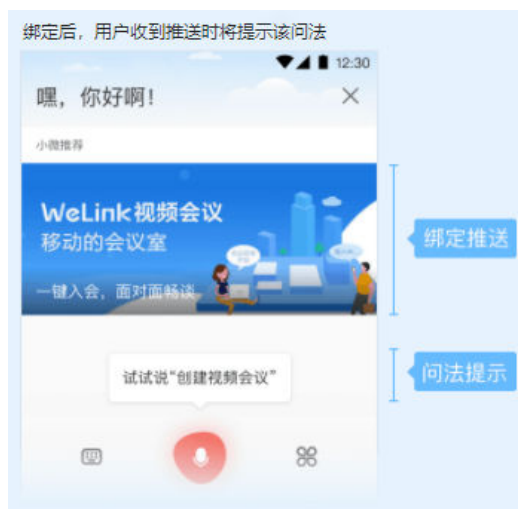 绑定后，用户收到推送时将提示该问法
12:30
嘿，你好啊！
小微推荐
WeLink视频会议
移动的会议室
一键入会，面对面畅谈
绑定推送
问法提示
试试说“创建视频会议”